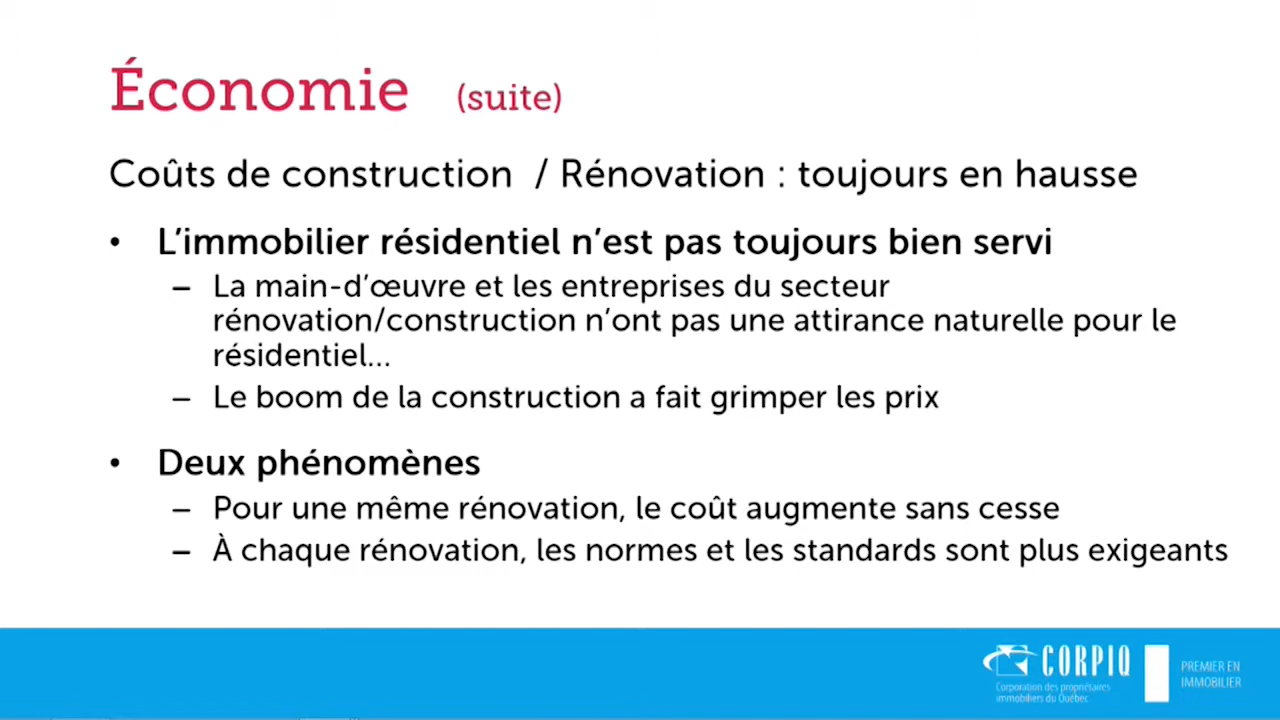 Économie (suite)
Coûts de construction / Rénovation : toujours en hausse
• L’immobilier résidentiel n’est pas toujours bien servi
– La main-d’œuvre et les entreprises du secteur
rénovation/construction n’ont pas une attirance naturelle pour le
résidentiel...
– Le boom de la construction a fait grimper les prix
• Deux phénomènes
– Pour une même rénovation, le coût augmente sans cesse
– À chaque rénovation, les normes et les standards sont plus exigeants
CORPIQ
Corporation des propriétaires
immobiliers du Québec
PREMIER EN
IMMOBILIER